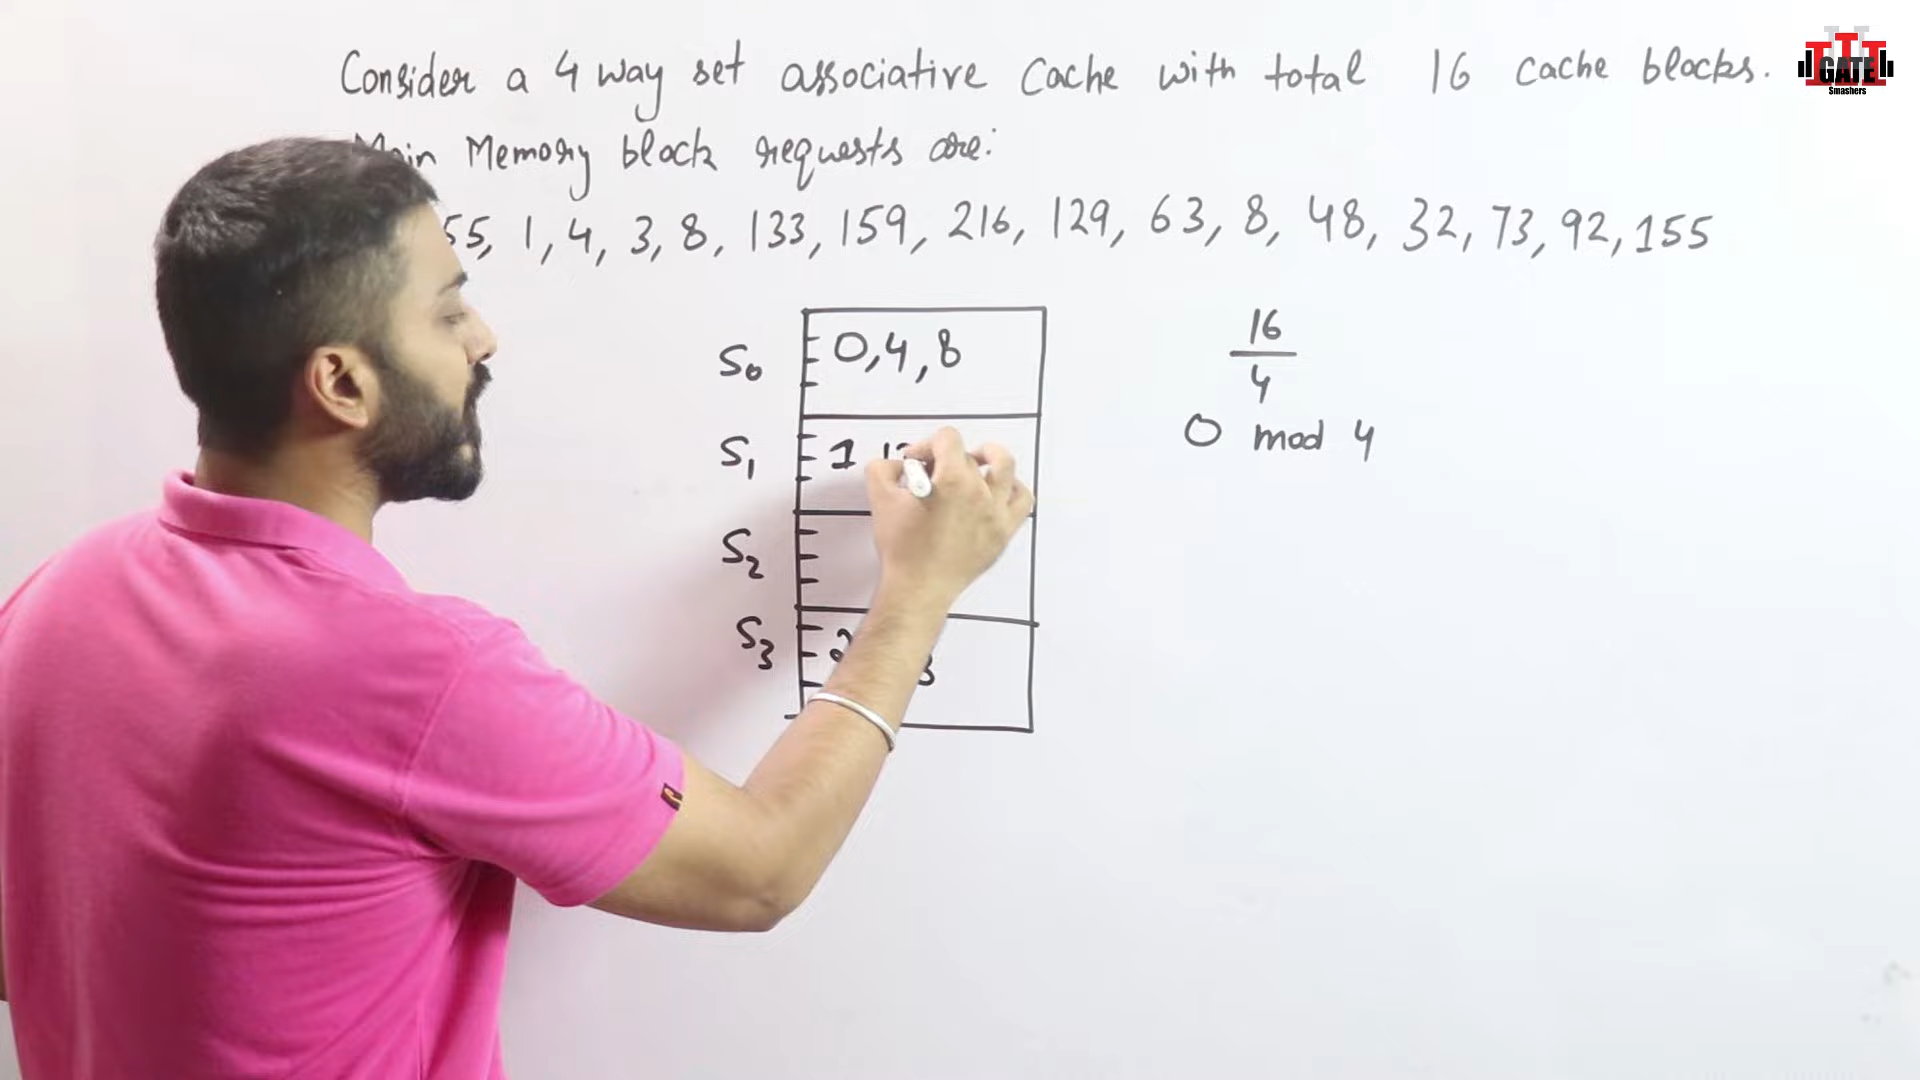 Consider a 4 way set associative Cache with total 16 cache blocks.
Main Memory block requests are:
55, 1, 4, 3, 8, 133, 159, 216, 129, 63, 8, 48, 32, 73, 92, 155
S0 0,4,8
S1 1
S2
S3
16
4
0 mod 4
GATE
Smashers